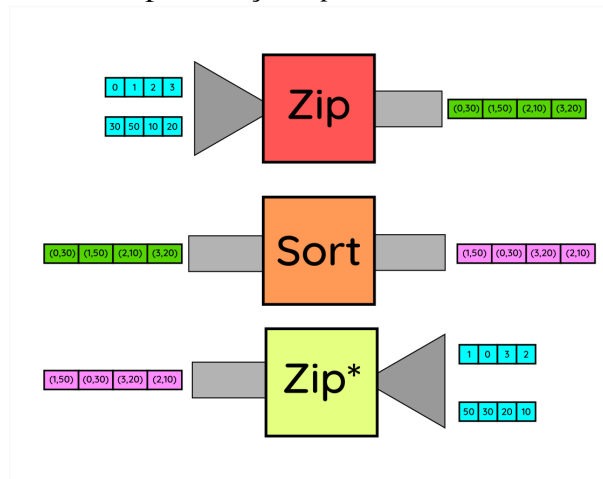 0 1 2 3
30 50 10 20
Zip
(0,30) (1,50) (2,10) (3,20)
(0,30) (1,50) (2,10) (3,20)
Sort
(1,50) (0,30) (3,20) (2,10)
(1,50) (0,30) (3,20) (2,10)
Zip*
1 0 3 2
50 30 20 10